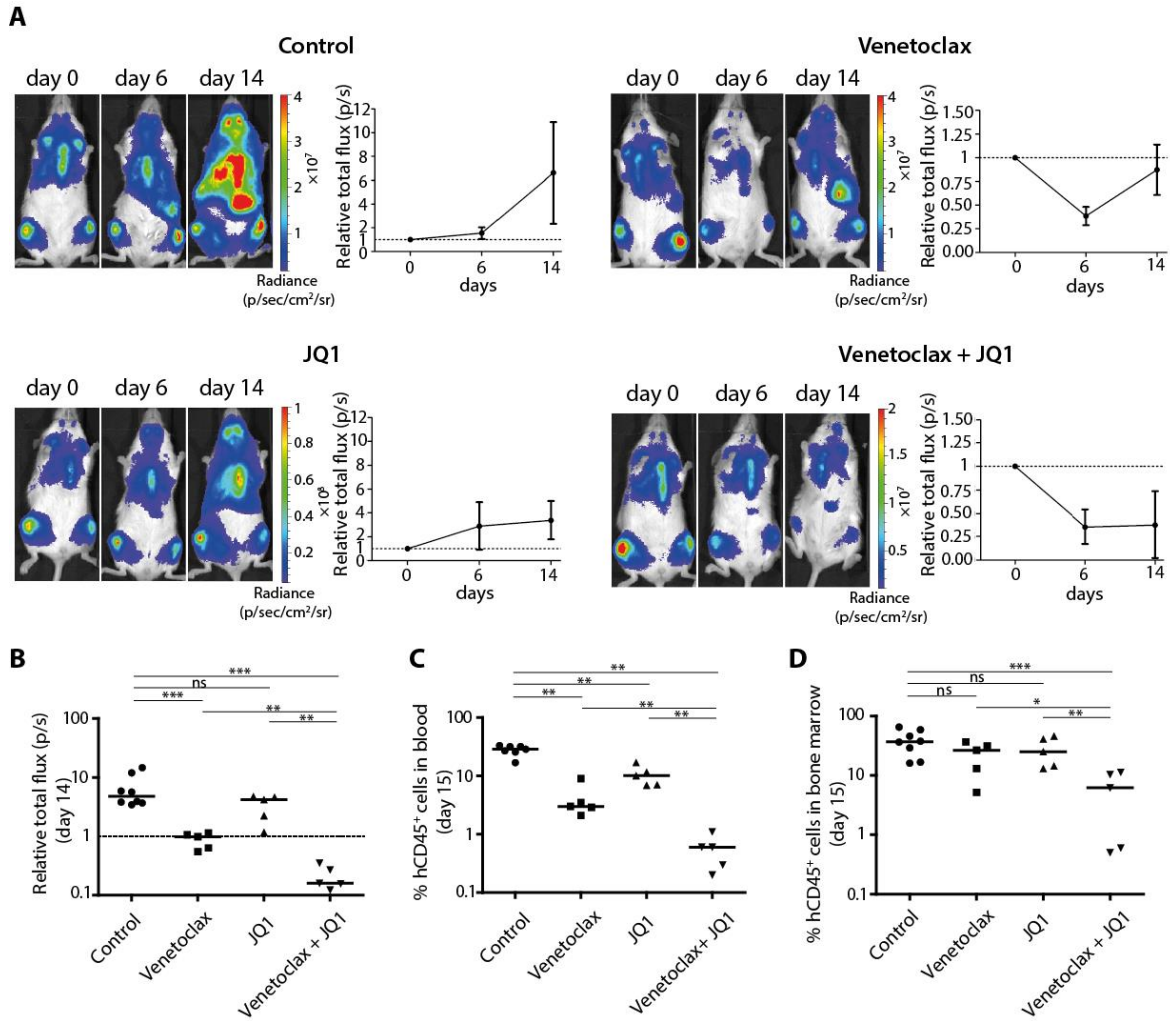 A
Control
day 0 day 6 day 14
4
3
2
1
×10⁷
Radiance
(p/sec/cm²/sr)
Relative total flux (p/s)
12
10
8
6
4
2
1
0
0 6 14
days
Venetoclax
day 0 day 6 day 14
4
3
2
1
×10⁷
Radiance
(p/sec/cm²/sr)
Relative total flux (p/s)
1.50
1.25
1
0.75
0.50
0.25
0.00
0 6 14
days
JQ1
day 0 day 6 day 14
1
0.8
0.6
0.4
0.2
×10⁸
Radiance
(p/sec/cm²/sr)
Relative total flux (p/s)
12
10
8
6
4
2
1
0
0 6 14
days
Venetoclax + JQ1
day 0 day 6 day 14
2
1.5
1
0.5
×10⁷
Radiance
(p/sec/cm²/sr)
Relative total flux (p/s)
1.50
1.25
1
0.75
0.50
0.25
0.00
0 6 14
days
B
***
ns
***
**
**
Relative total flux (p/s)
(day 14)
100
10
1
0.1
Control
Venetoclax
JQ1
Venetoclax + JQ1
C
**
**
**
**
**
% hCD45⁺ cells in blood
(day 15)
100
10
1
0.1
Control
Venetoclax
JQ1
Venetoclax+ JQ1
D
***
ns
ns
*
**
% hCD45⁺ cells in bone marrow
(day 15)
100
10
1
0.1
Control
Venetoclax
JQ1
Venetoclax + JQ1